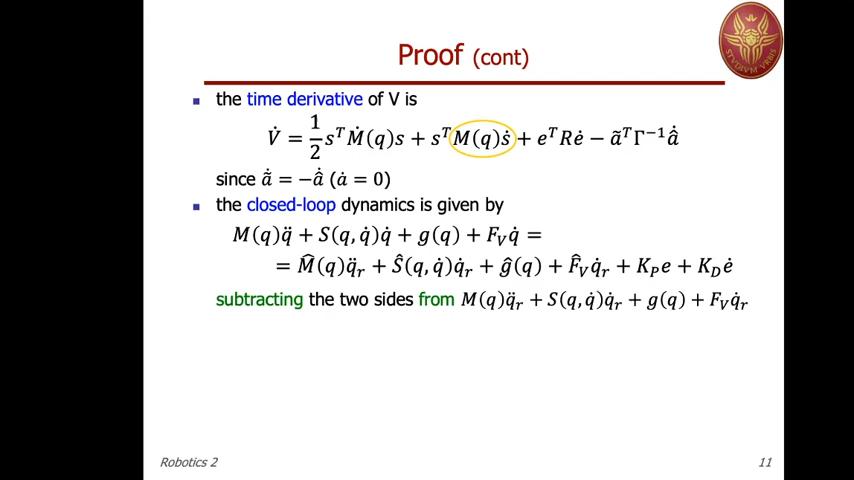 Proof (cont)
STVDIVM VRBIS
▪ the time derivative of V is
V̇ = 1/2 sᵀṀ(q)s + sᵀM(q)ṡ + eᵀRė − ãᵀΓ⁻¹â̇
since ã̇ = −â̇ (ȧ = 0)
▪ the closed-loop dynamics is given by
M(q)q̈ + S(q, q̇)q̇ + g(q) + F_V q̇ =
= M̂(q)q̈_r + Ŝ(q, q̇)q̇_r + ĝ(q) + F̂_V q̇_r + K_P e + K_D ė
subtracting the two sides from M(q)q̈_r + S(q, q̇)q̇_r + g(q) + F_V q̇_r
Robotics 2
11